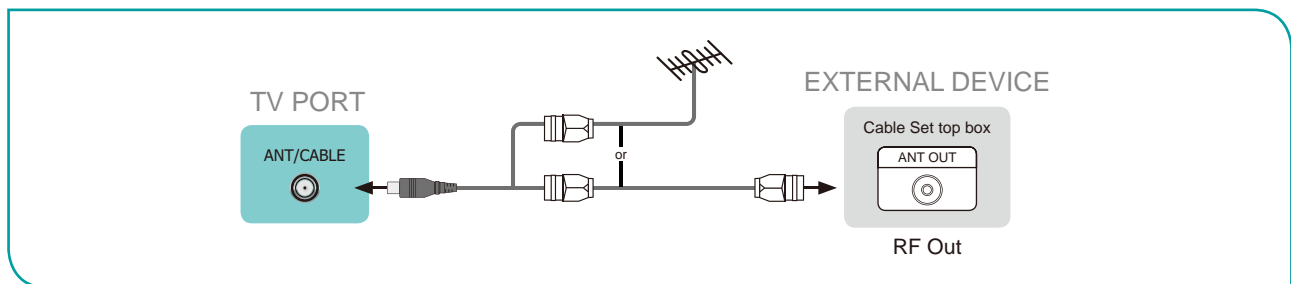 TV PORT
ANT/CABLE
or
EXTERNAL DEVICE
Cable Set top box
ANT OUT
RF Out